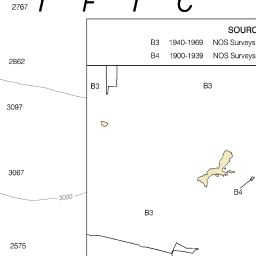 2767
I F I C
SOURC
B3 1940-1969 NOS Surveys
B4 1900-1939 NOS Surveys
2862
B3 B3
3097
3067
B4
3000
B3
2575